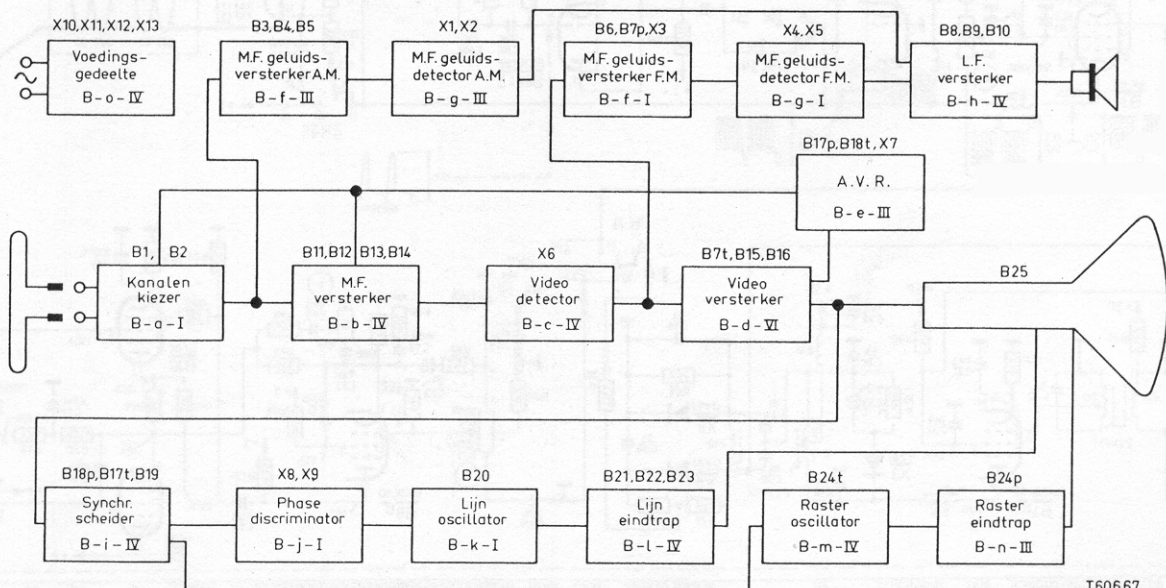 X10,X11,X12,X13
Voedings-
gedeelte
B-o-IV
B3,B4,B5
M.F. geluids-
versterker A.M.
B-f-III
X1,X2
M.F. geluids-
detector A.M.
B-g-III
B6,B7p,X3
M.F. geluids-
versterker F.M.
B-f-I
X4,X5
M.F. geluids-
detector F.M.
B-g-I
B8,B9,B10
L.F.
versterker
B-h-IV
B17p,B18t,X7
A.V.R.
B-e-III
B1, B2
Kanalen
kiezer
B-a-I
B11,B12 B13,B14
M.F.
versterker
B-b-IV
X6
Video
detector
B-c-IV
B7t,B15,B16
Video
versterker
B-d-VI
B25
B18p,B17t,B19
Synchr.
scheider
B-i-IV
X8,X9
Phase
discriminator
B-j-I
B20
Lijn
oscillator
B-k-I
B21,B22,B23
Lijn
eindtrap
B-l-IV
B24t
Raster
oscillator
B-m-IV
B24p
Raster
eindtrap
B-n-III
T60667